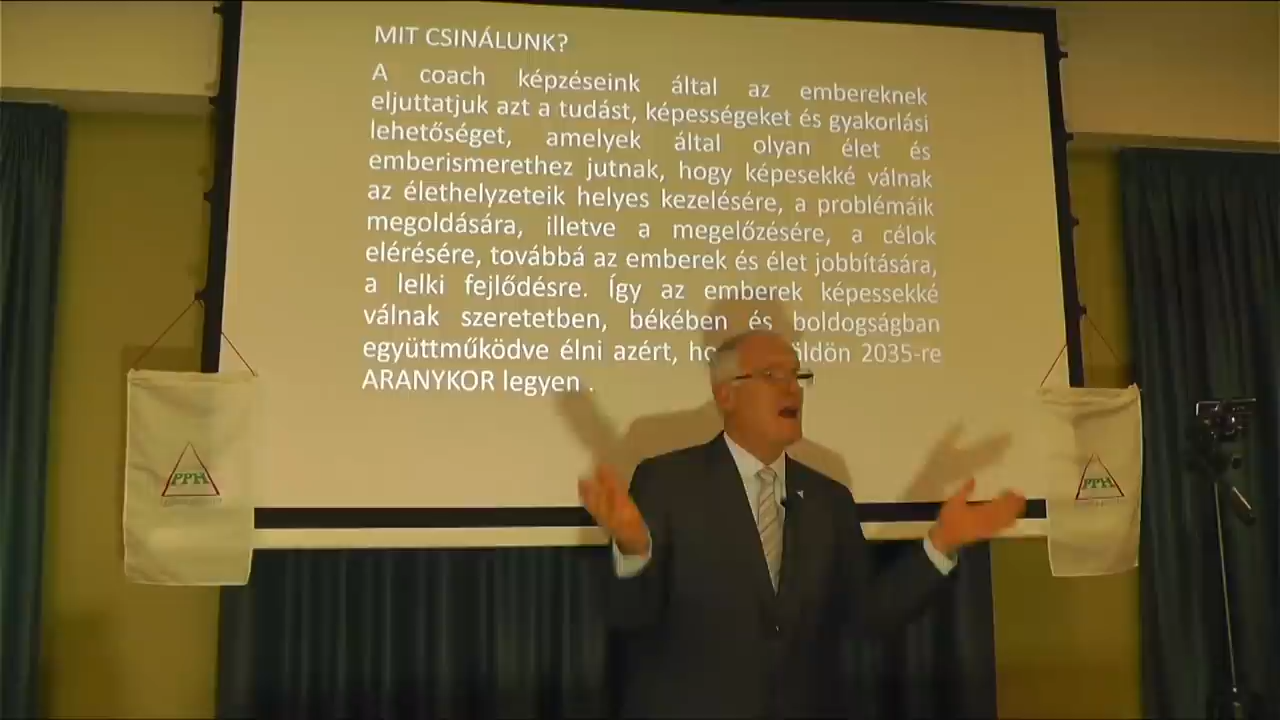 MIT CSINÁLUNK?
A coach képzéseink által az embereknek
eljuttatjuk azt a tudást, képességeket és gyakorlási
lehetőséget, amelyek által olyan élet és
emberismerethez jutnak, hogy képesekké válnak
az élethelyzeteik helyes kezelésére, a problémáik
megoldására, illetve a megelőzésére, a célok
elérésére, továbbá az emberek és élet jobbítására,
a lelki fejlődésre. Így az emberek képessekké
válnak szeretetben, békében és boldogságban
együttműködve élni azért, 2035-re
ARANYKOR legyen .
PPH
PPH